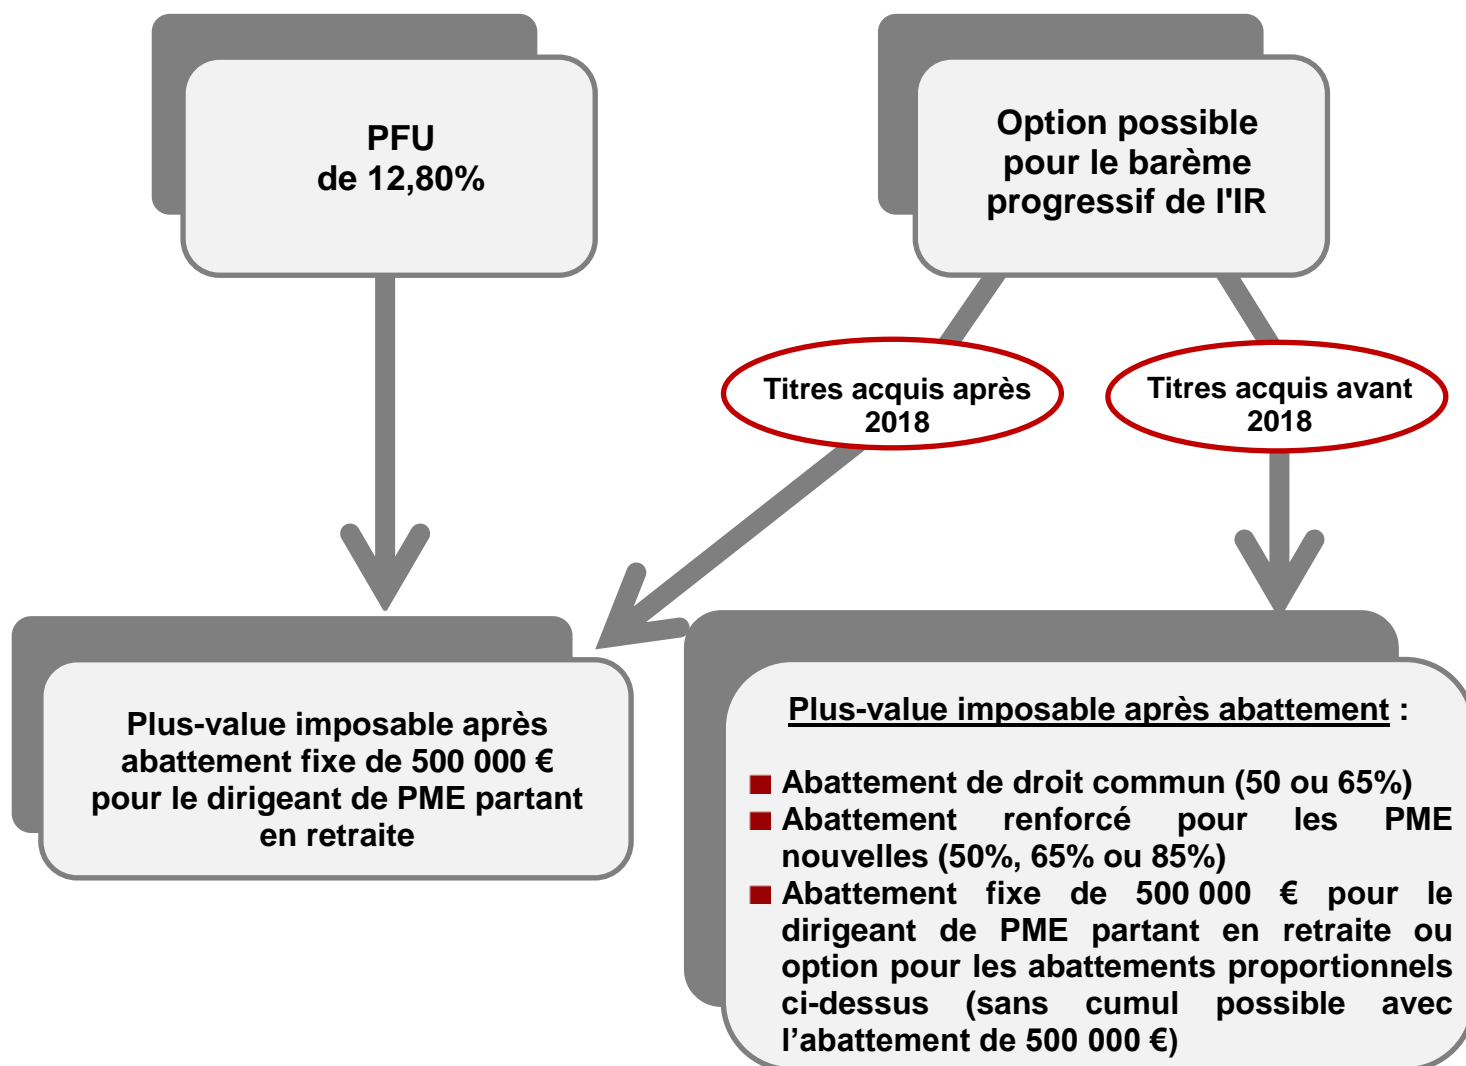 PFU
de 12,80%
Option possible
pour le barème
progressif de l'IR
Titres acquis après
2018
Titres acquis avant
2018
Plus-value imposable après
abattement fixe de 500 000 €
pour le dirigeant de PME partant
en retraite
Plus-value imposable après abattement :
Abattement de droit commun (50 ou 65%)
Abattement renforcé pour les PME
nouvelles (50%, 65% ou 85%)
Abattement fixe de 500 000 € pour le
dirigeant de PME partant en retraite ou
option pour les abattements proportionnels
ci-dessus (sans cumul possible avec
l’abattement de 500 000 €)